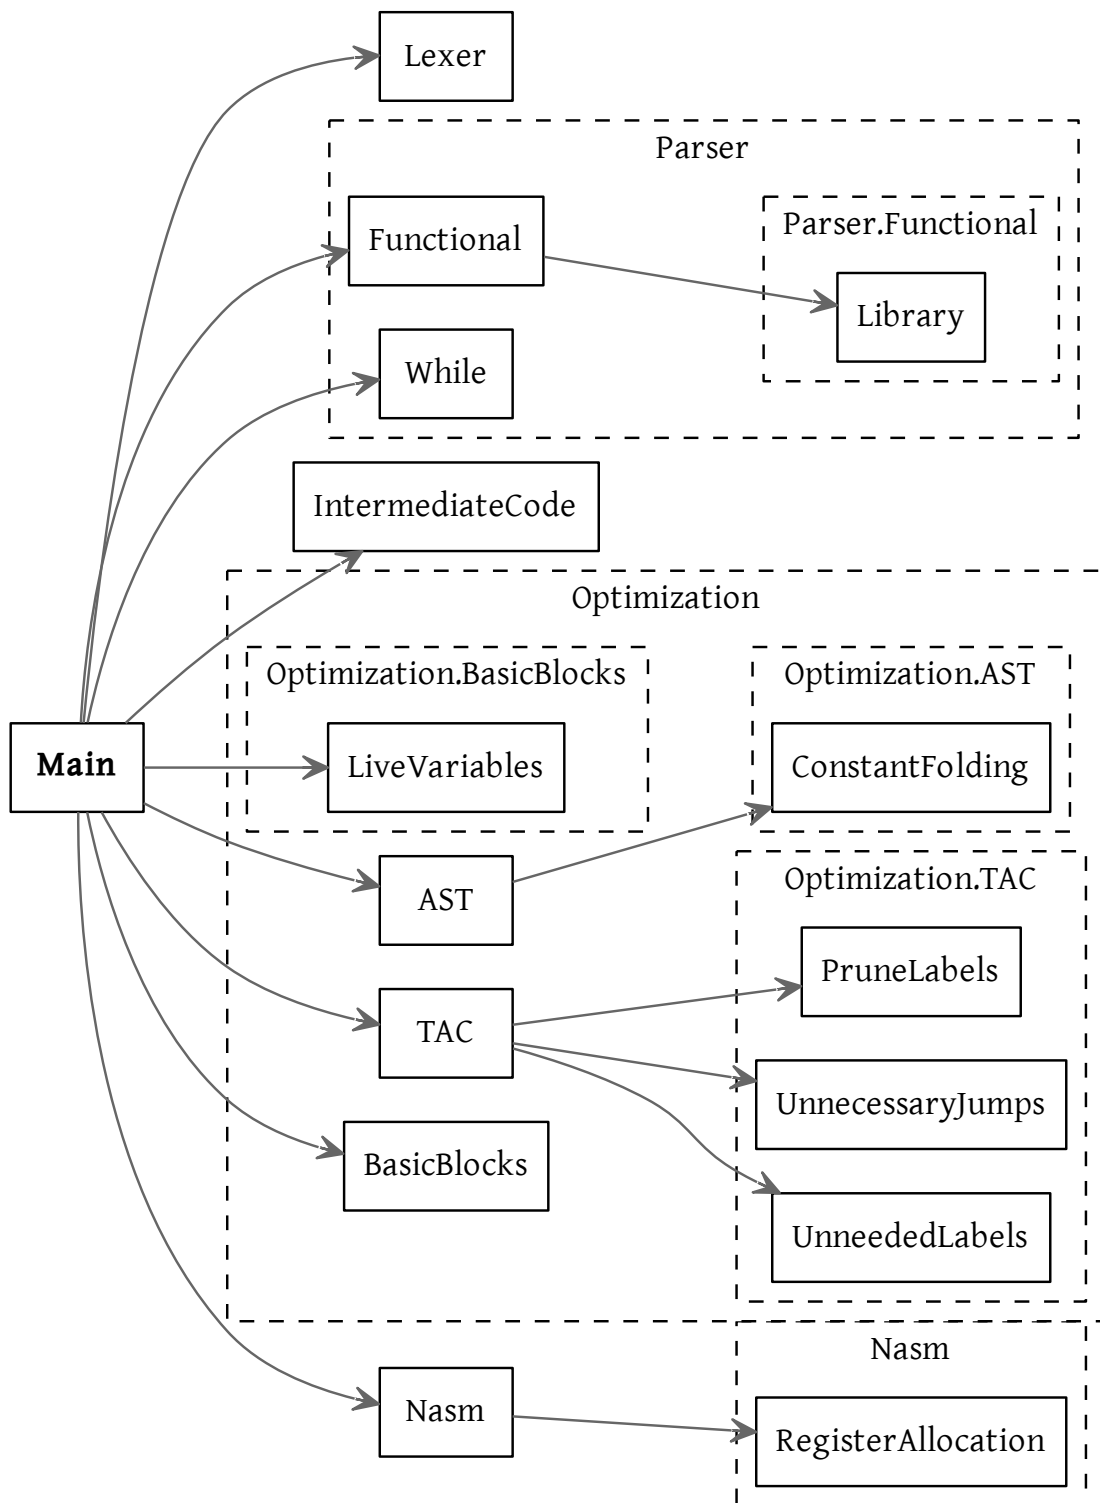 Lexer
Parser
Parser.Functional
Functional
Library
While
IntermediateCode
Optimization
Optimization.BasicBlocks
Optimization.AST
Main
LiveVariables
ConstantFolding
Optimization.TAC
AST
PruneLabels
TAC
UnnecessaryJumps
BasicBlocks
UnneededLabels
Nasm
Nasm
RegisterAllocation